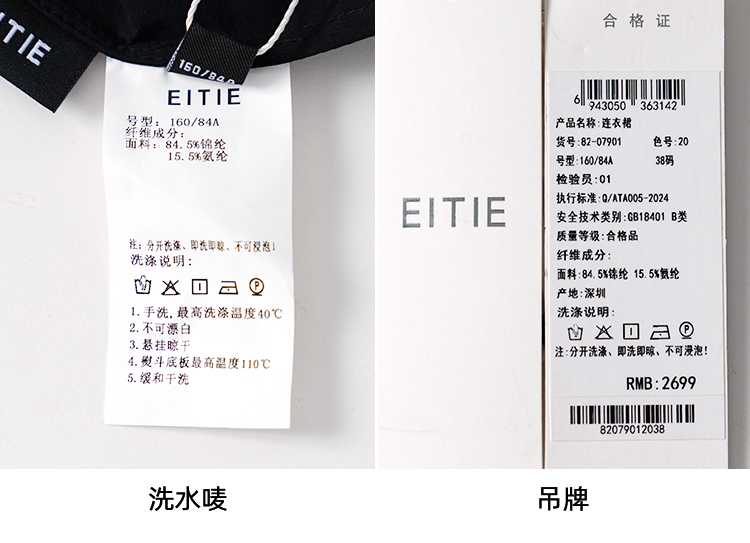 TIE
160/84A
EITIE
号型: 160/84A
纤维成分:
面料: 84.5%锦纶
15.5%氨纶
注: 分开洗涤、即洗即晾、不可浸泡!
洗涤说明:
P
1.手洗,最高洗涤温度40℃
2.不可漂白
3.悬挂晾干
4.熨斗底板最高温度110℃
5.缓和干洗
洗水唛
EITIE
合格证
6 943050 363142
产品名称:连衣裙
货号:82-07901 色号:20
号型:160/84A 38码
检验员:01
执行标准:Q/ATA005-2024
安全技术类别:GB18401 B类
质量等级:合格品
纤维成分:
面料:84.5%锦纶 15.5%氨纶
产地:深圳
洗涤说明:
P
注:分开洗涤、即洗即晾、不可浸泡!
RMB:2699
82079012038
吊牌